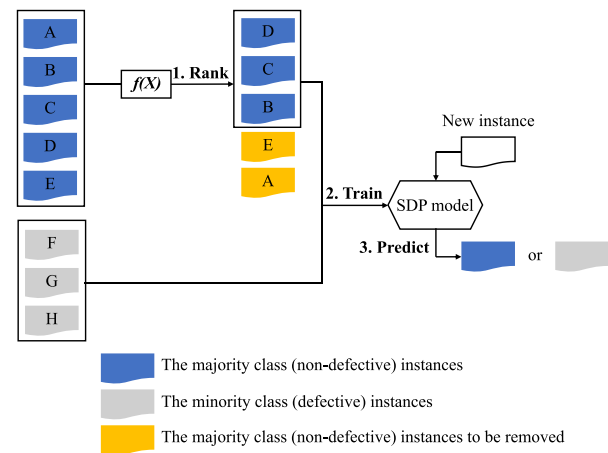 A
B
C
D
E
f(X)
1. Rank
D
C
B
E
A
F
G
H
2. Train
New instance
SDP model
3. Predict
or
The majority class (non-defective) instances
The minority class (defective) instances
The majority class (non-defective) instances to be removed